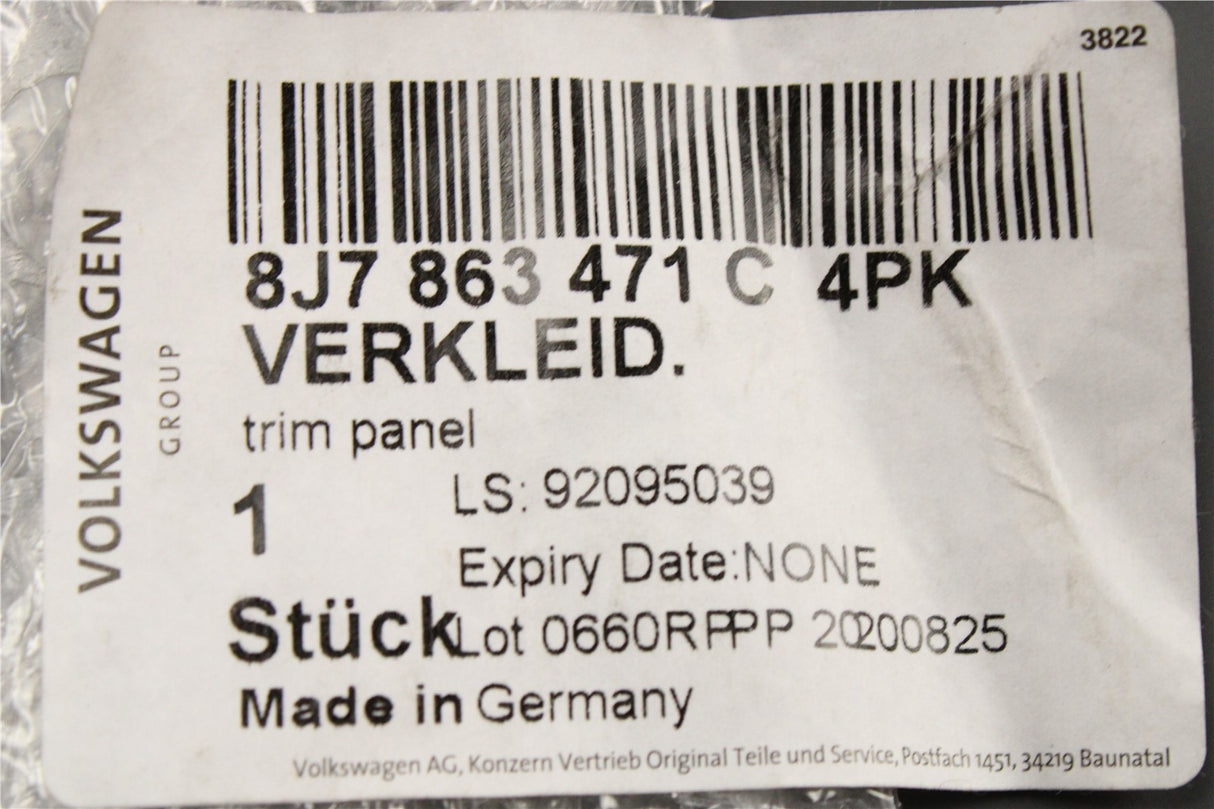 3822
8J7 863 471 C 4PK
VERKLEID.
trim panel
1
LS: 92095039
Expiry Date:NONE
Stück
Lot 0660RPPP 20200825
Made in Germany
Volkswagen AG, Konzern Vertrieb Original Teile und Service, Postfach 1451, 34219 Baunatal
VOLKSWAGEN
GROUP